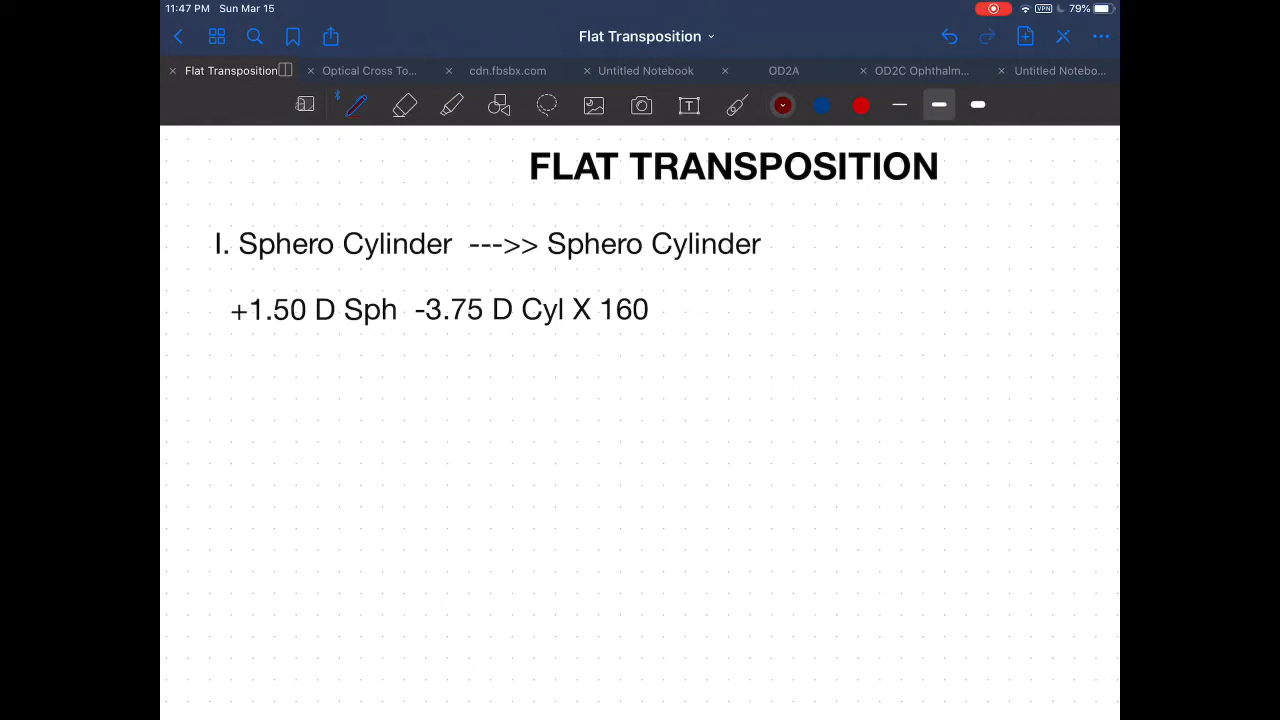 11:47 PM Sun Mar 15 VPN 79%
Flat Transposition
Flat Transposition Optical Cross To... cdn.fbsbx.com Untitled Notebook OD2A OD2C Ophthalm... Untitled Notebo...
T
FLAT TRANSPOSITION
I. Sphero Cylinder --->> Sphero Cylinder
+1.50 D Sph -3.75 D Cyl X 160